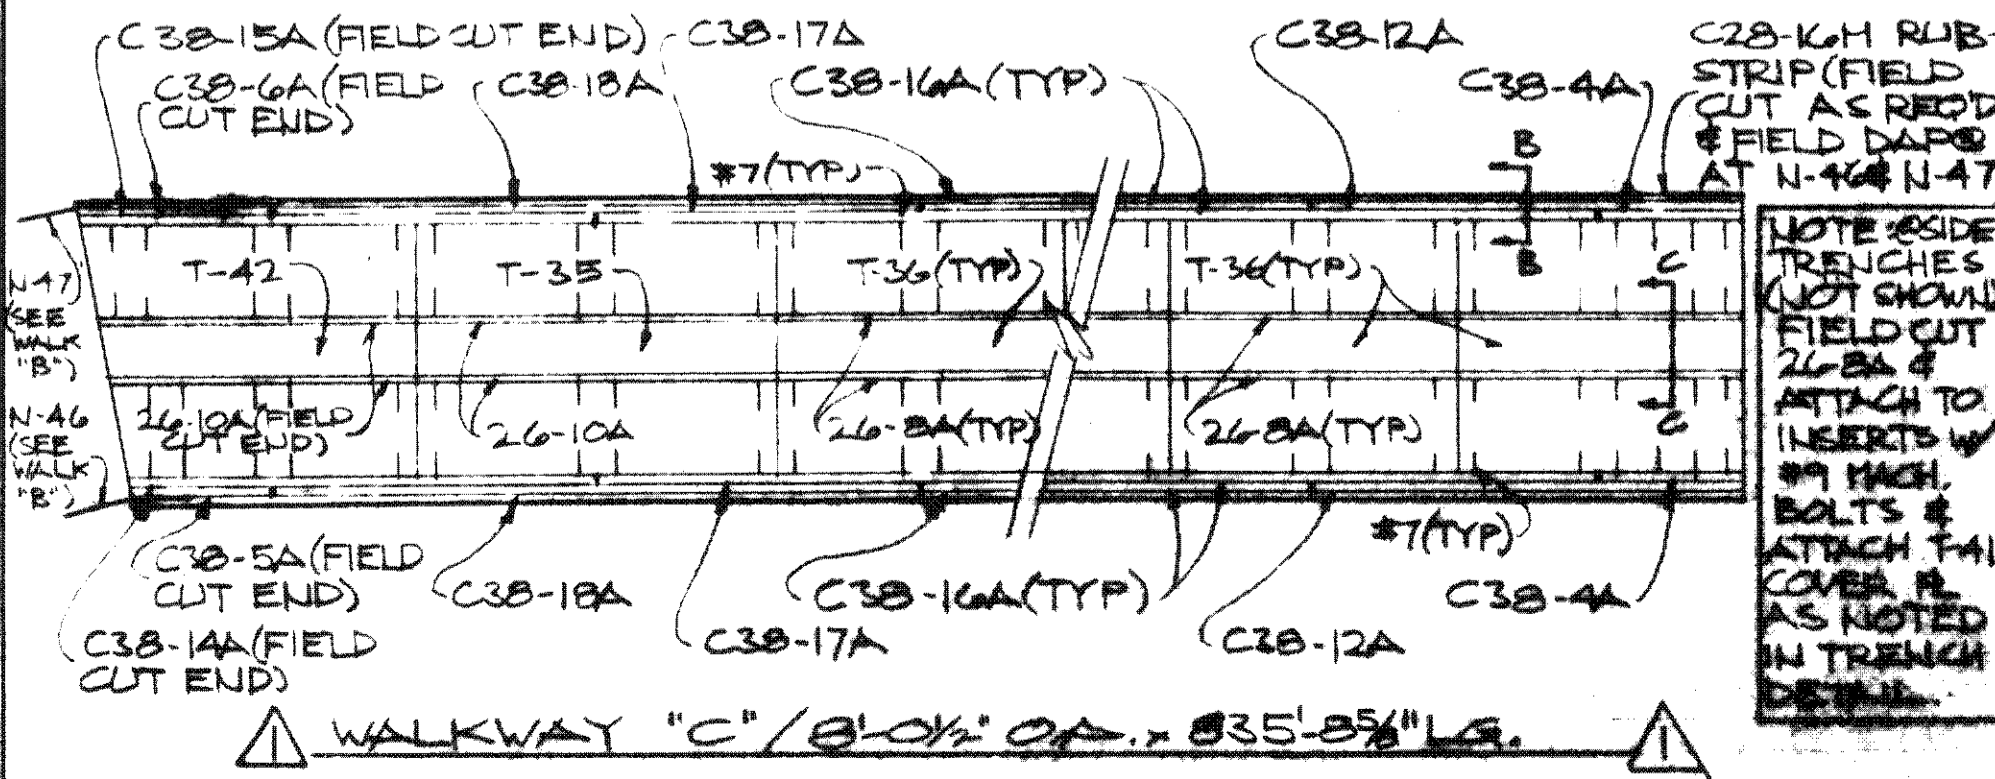 C38-15A (FIELD CUT END)
C38-17A
C38-12A
C28-K6H RUB-
STRIP (FIELD
CUT AS REQ'D
& FIELD DAP @
AT N-46 & N-47
C38-6A (FIELD
CUT END)
C38-18A
C38-16A (TYP)
C38-4A
#7 (TYP)
B
B
N-47
(SEE
WALK
"B")
T-42
T-35
T-36 (TYP)
T-36 (TYP)
C
C
N-46
(SEE
WALK
"B")
26-10A (FIELD
CUT END)
26-10A
26-8A (TYP)
26-8A (TYP)
NOTE: @ SIDE
TRENCHES
(NOT SHOWN)
FIELD CUT
26-8A &
ATTACH TO
INSERTS W/
#9 MACH.
BOLTS &
ATTACH T-41
COVER PL
AS NOTED
IN TRENCH
DETAIL.
C38-5A (FIELD
CUT END)
C38-18A
C38-16A (TYP)
#7 (TYP)
C38-4A
C38-14A (FIELD
CUT END)
C38-17A
C38-12A
1 WALKWAY "C" / 8'-0½" O.A. x 835'-8⅝" LG. 1